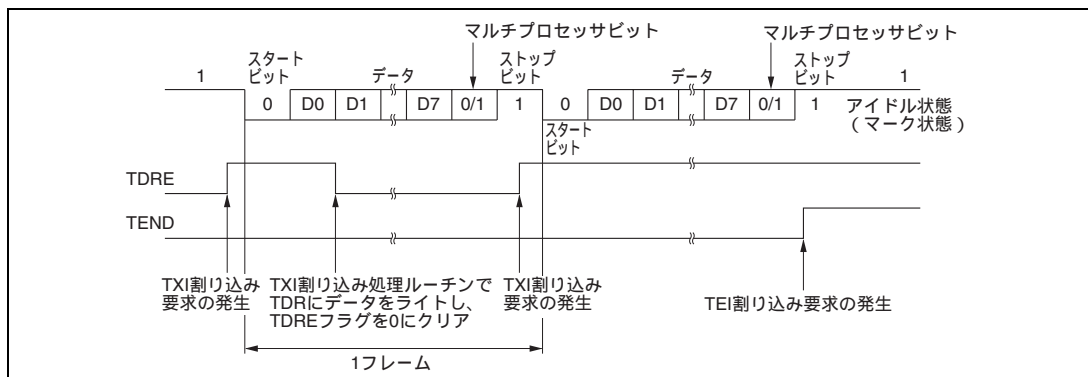 マルチプロセッサビット
マルチプロセッサビット
1
スタート
ビット
データ
ストップ
ビット
データ
ストップ
ビット
1
0
D0
D1
D7
0/1
1
0
D0
D1
D7
0/1
1
アイドル状態
(マーク状態)
スタート
ビット
TDRE
TEND
TXI割り込み
要求の発生
TXI割り込み処理ルーチンで
TDRにデータをライトし、
TDREフラグを0にクリア
TXI割り込み
要求の発生
TEI割り込み要求の発生
1フレーム